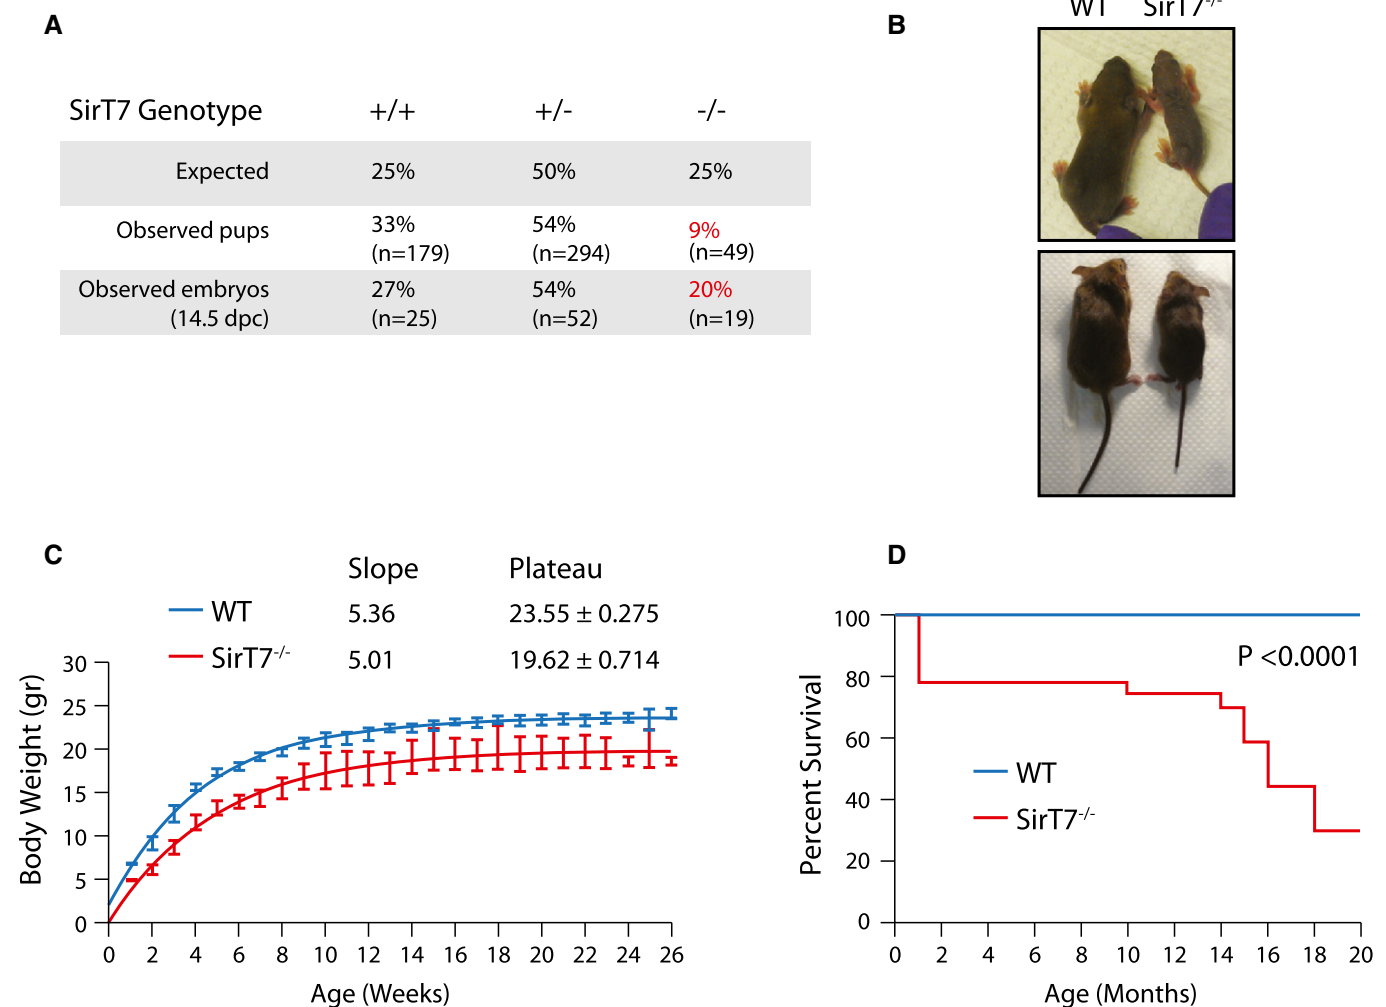 A
SirT7 Genotype +/+ +/- -/-
Expected 25% 50% 25%
Observed pups 33% 54% 9%
(n=179) (n=294) (n=49)
Observed embryos 27% 54% 20%
(14.5 dpc) (n=25) (n=52) (n=19)
B
WT SirT7-/-
C
Slope Plateau
WT 5.36 23.55 ± 0.275
SirT7-/- 5.01 19.62 ± 0.714
Body Weight (gr)
30
25
20
15
10
5
0
0 2 4 6 8 10 12 14 16 18 20 22 24 26
Age (Weeks)
D
Percent Survival
100
80
60
40
20
0
P <0.0001
WT
SirT7-/-
0 2 4 6 8 10 12 14 16 18 20
Age (Months)